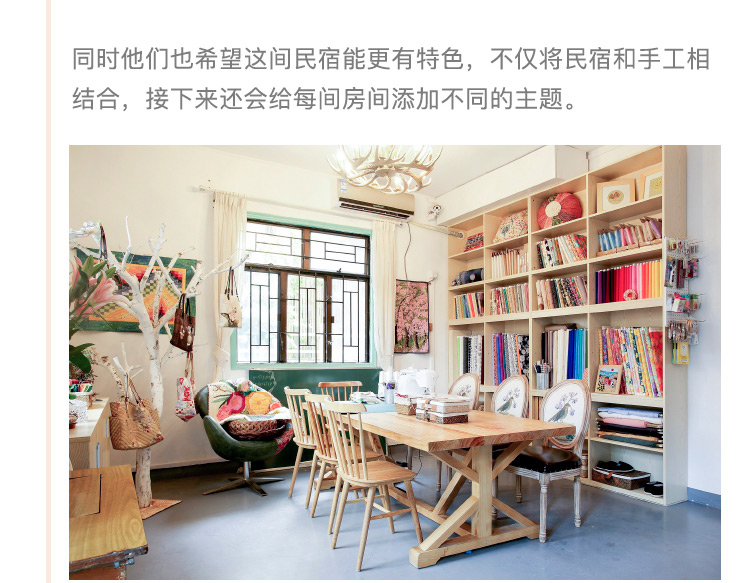 同时他们也希望这间民宿能更有特色，不仅将民宿和手工相
结合，接下来还会给每间房间添加不同的主题。